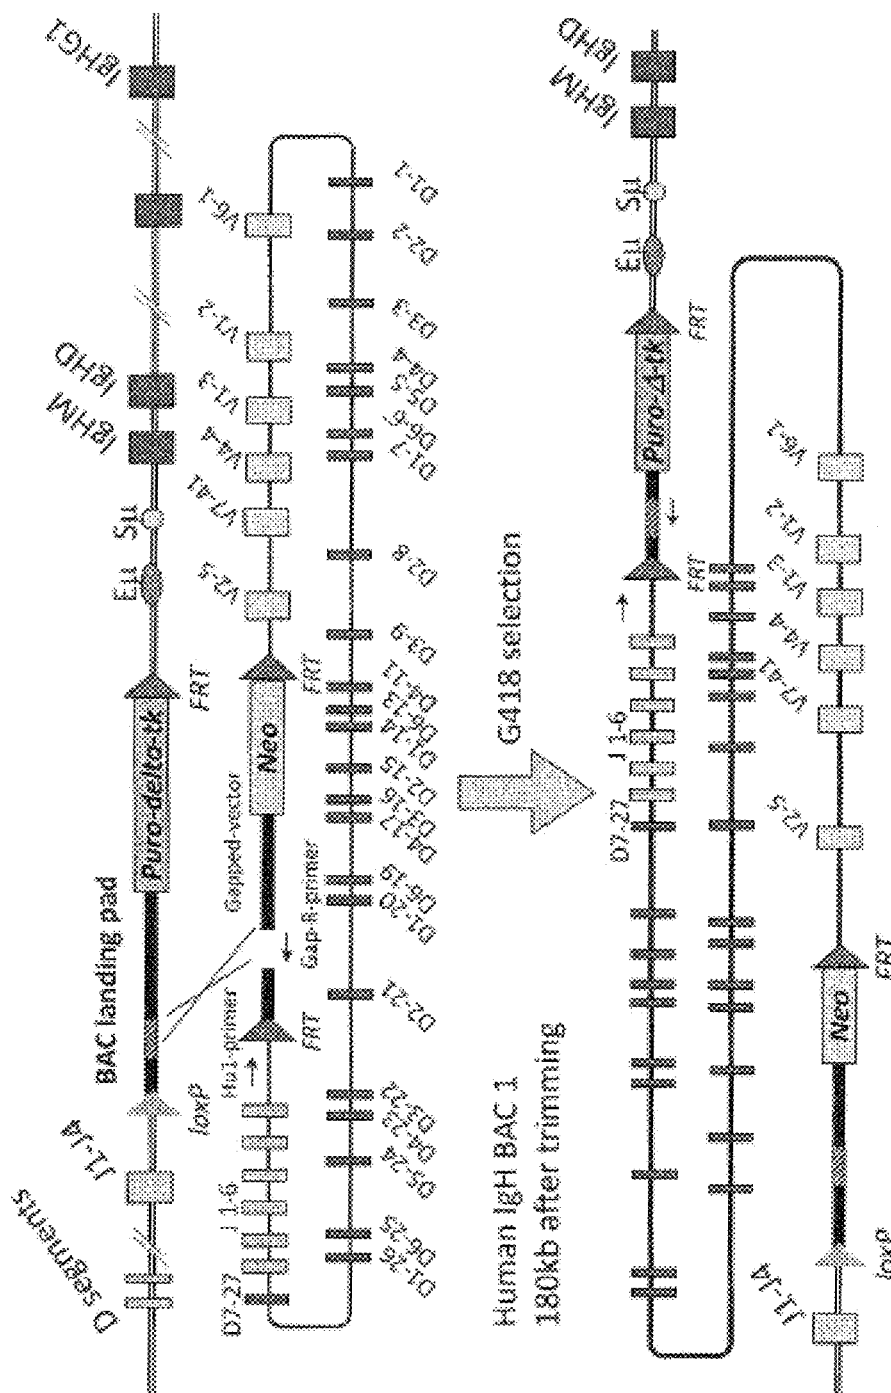 D segments
J1-J4
loxP
BAC landing pad
Puro-delta-tk
FRT
Eμ
Sμ
IgHM
IgHD
IgHG1
D7-27
J 1-6
Hu1-primer
FRT
Gap-R-primer
Gapped-vector
Neo
FRT
V2-5
V7-41
V4-4
V1-3
V1-2
V6-1
D1-26
D6-25
D5-24
D4-23
D3-22
D2-21
D1-20
D6-19
D4-17
D3-16
D2-15
D1-14
D6-13
D4-11
D3-9
D2-8
D1-7
D6-6
D5-5
D4-4
D3-3
D2-2
D1-1
Human IgH BAC 1
180kb after trimming
G418 selection
D7-27
J 1-6
FRT
Puro-Δ-tk
FRT
Eμ
Sμ
IgHM
IgHD
J1-J4
loxP
Neo
FRT
V2-5
V7-41
V4-4
V1-3
V1-2
V6-1